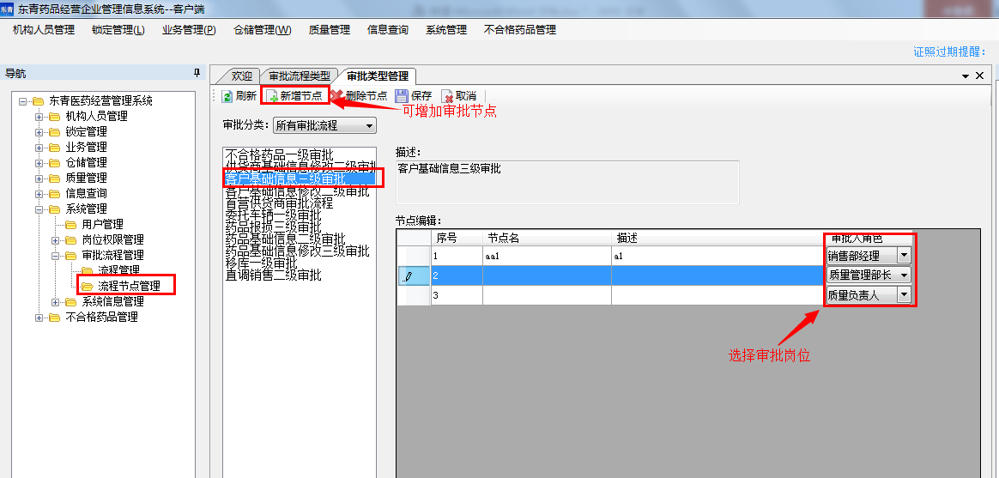 东青 东青药品经营企业管理信息系统--客户端
机构人员管理 锁定管理(L) 业务管理(P) 仓储管理(W) 质量管理 信息查询 系统管理 不合格药品管理
证照过期提醒：
导航
欢迎 审批流程类型 审批类型管理
刷新 新增节点 删除节点 保存 取消
可增加审批节点
东青医药经营管理系统
机构人员管理
锁定管理
业务管理
仓储管理
质量管理
信息查询
系统管理
用户管理
岗位权限管理
审批流程管理
流程管理
流程节点管理
系统信息管理
不合格药品管理
审批分类： 所有审批流程
不合格药品一级审批
供货商基础信息修改二级审批
客户基础信息三级审批
客户基础信息修改二级审批
首营供货商审批流程
委托车辆一级审批
药品报损三级审批
药品基础信息二级审批
药品基础信息修改三级审批
移库一级审批
直调销售二级审批
描述：
客户基础信息三级审批
节点编辑：
序号 节点名 描述 审批人角色
1 aa1 a1 销售部经理
2 质量管理部长
3 质量负责人
选择审批岗位